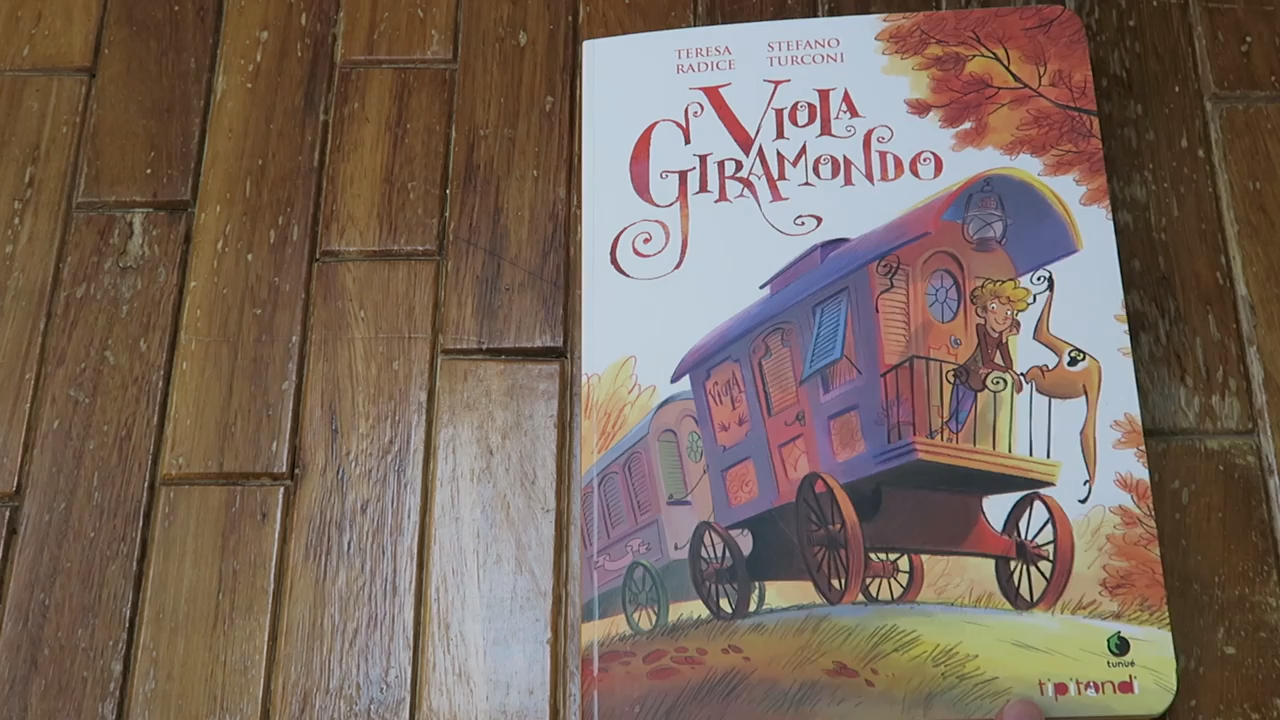 TERESA RADICE
STEFANO TURCONI
VIOLA
GIRAMONDO
VIOLA
tunué
tipitondi